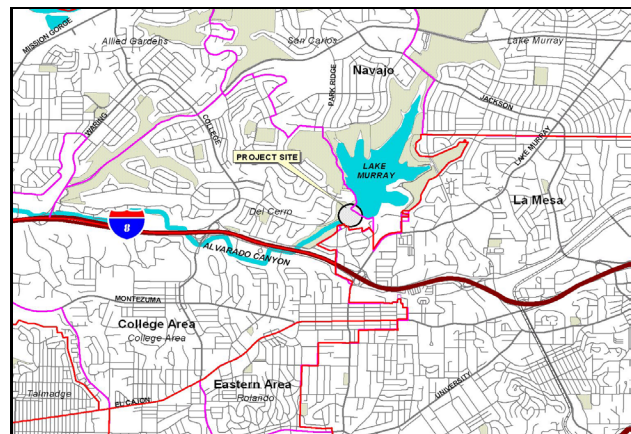 MISSION GORGE
Allied Gardens
San Carlos
Lake Murray
Navajo
PARK RIDGE
JACKSON
WARING
COLLEGE
LAKE MURRAY
PROJECT SITE
LAKE
MURRAY
La Mesa
Del Cerro
8
ALVARADO CANYON
MONTEZUMA
College Area
College Area
Eastern Area
Rolando
Talmadge
EL CAJON
UNIVERSITY